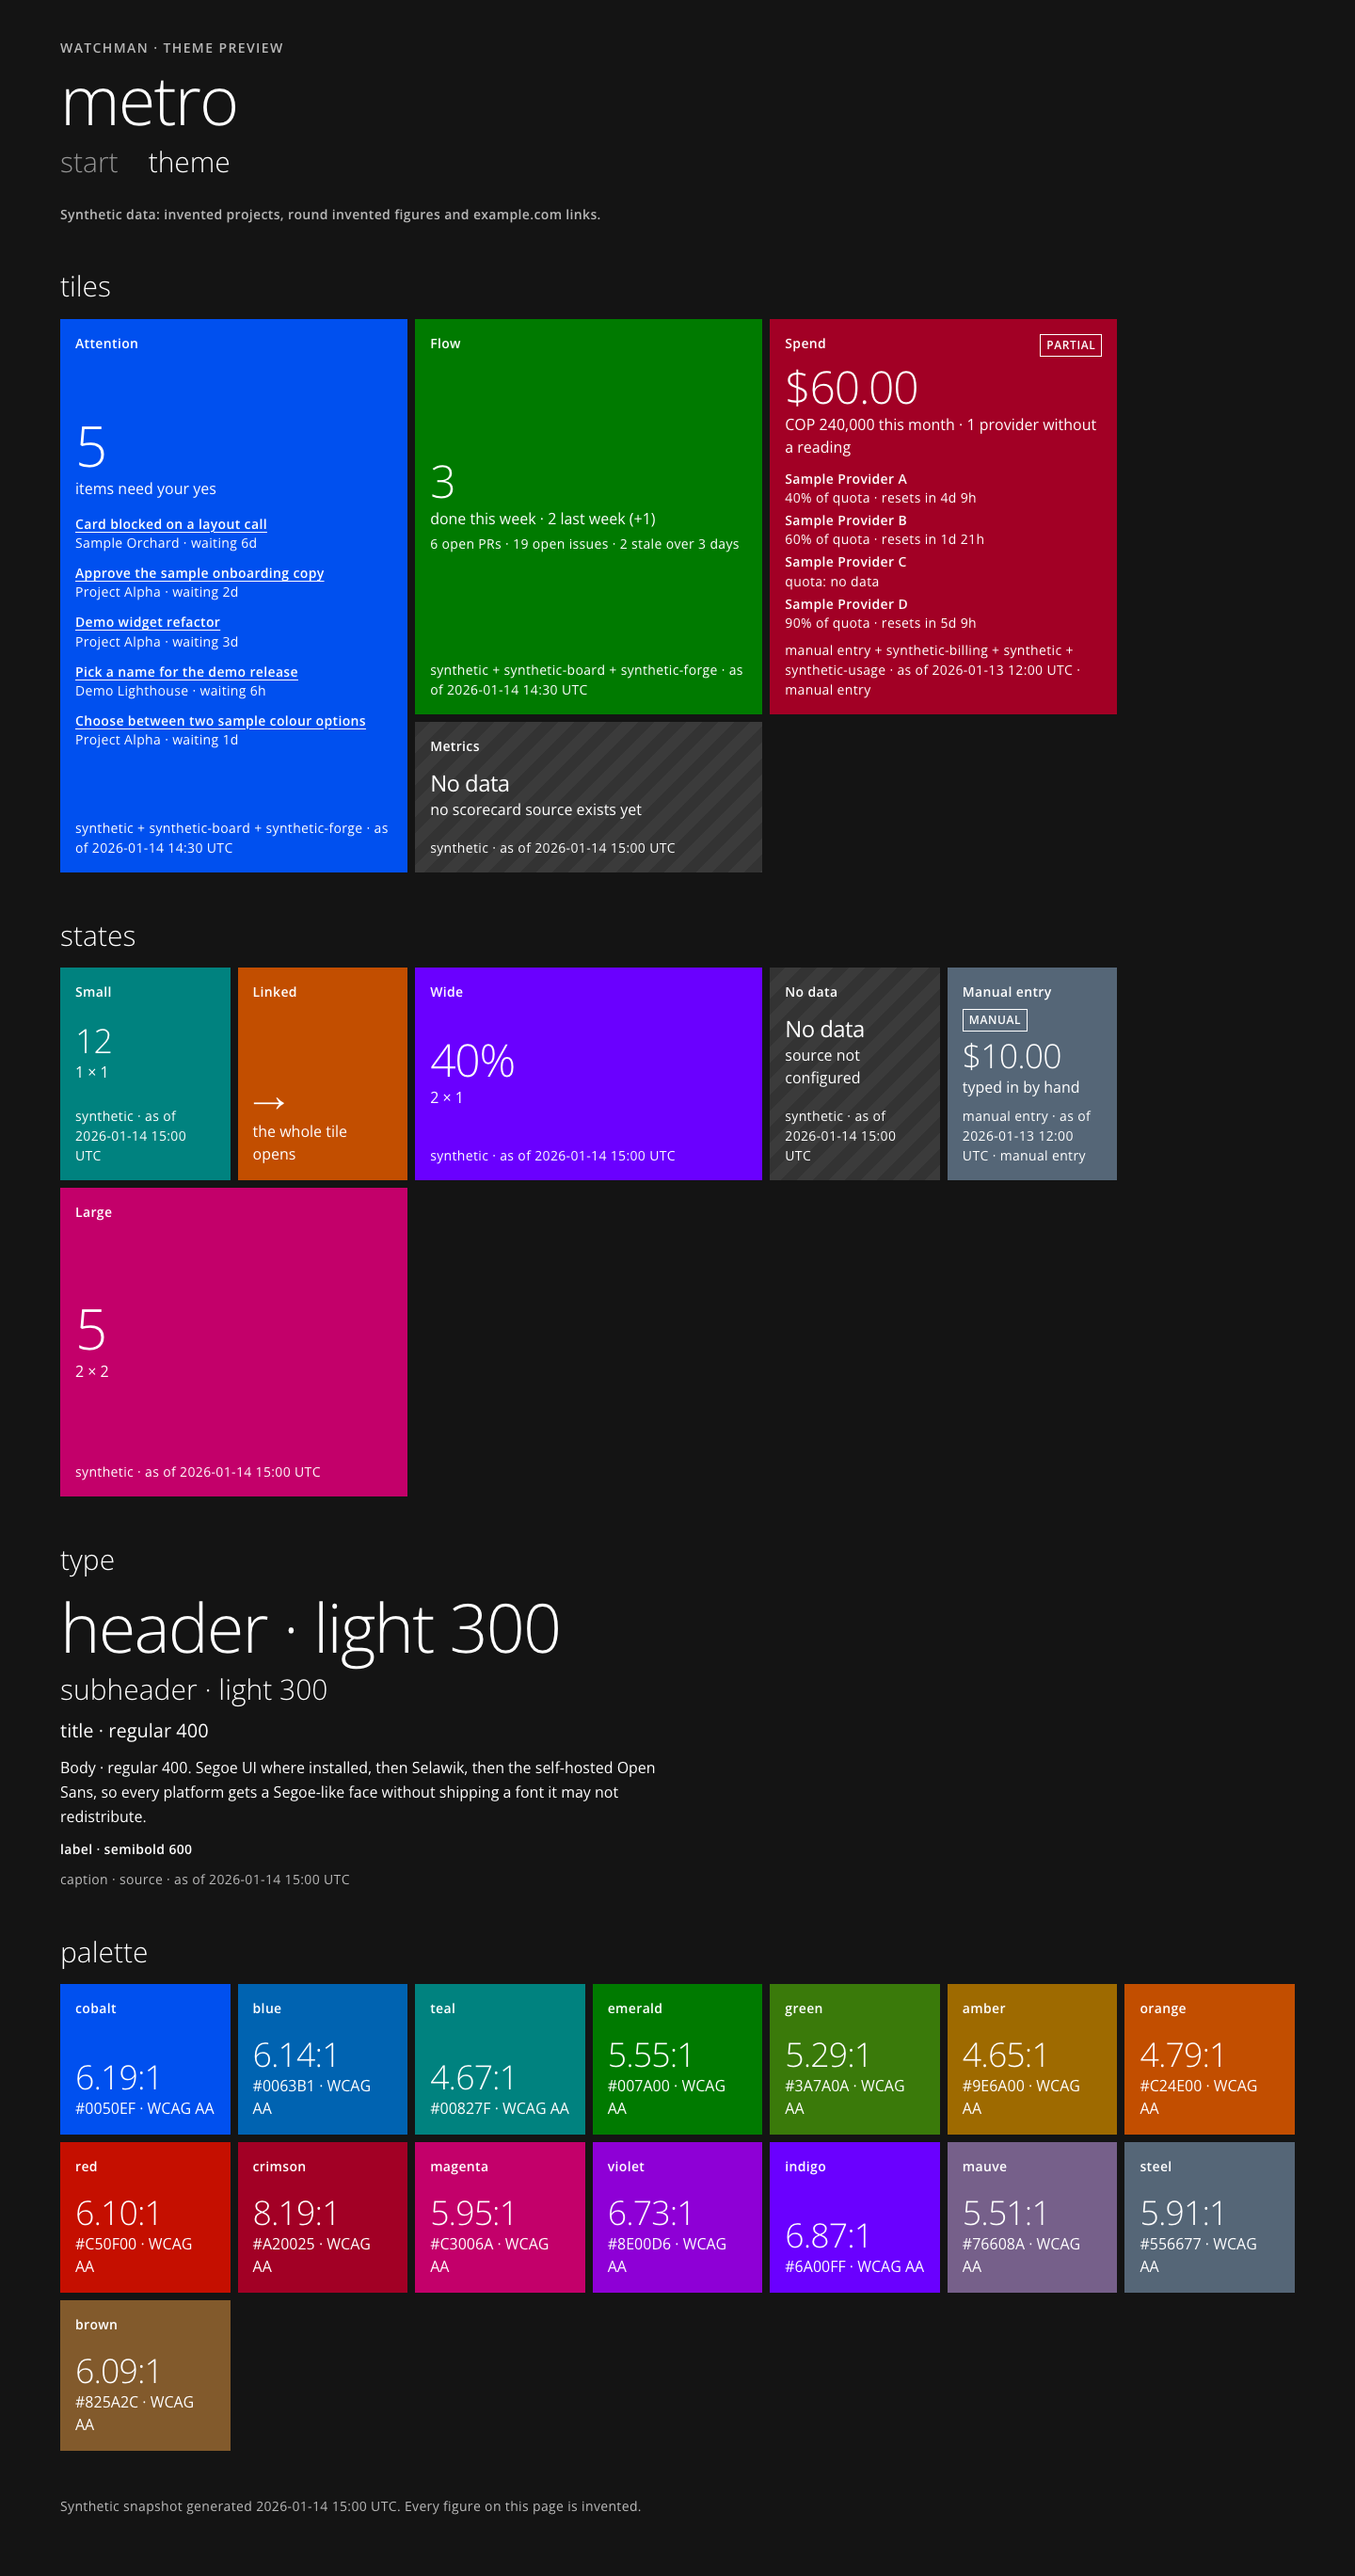 WATCHMAN · THEME PREVIEW
metro
start theme
Synthetic data: invented projects, round invented figures and example.com links.
tiles
Attention
5
items need your yes
Card blocked on a layout call
Sample Orchard · waiting 6d
Approve the sample onboarding copy
Project Alpha · waiting 2d
Demo widget refactor
Project Alpha · waiting 3d
Pick a name for the demo release
Demo Lighthouse · waiting 6h
Choose between two sample colour options
Project Alpha · waiting 1d
synthetic + synthetic-board + synthetic-forge · as
of 2026-01-14 14:30 UTC
Flow
3
done this week · 2 last week (+1)
6 open PRs · 19 open issues · 2 stale over 3 days
synthetic + synthetic-board + synthetic-forge · as
of 2026-01-14 14:30 UTC
Spend
PARTIAL
$60.00
COP 240,000 this month · 1 provider without
a reading
Sample Provider A
40% of quota · resets in 4d 9h
Sample Provider B
60% of quota · resets in 1d 21h
Sample Provider C
quota: no data
Sample Provider D
90% of quota · resets in 5d 9h
manual entry + synthetic-billing + synthetic +
synthetic-usage · as of 2026-01-13 12:00 UTC ·
manual entry
Metrics
No data
no scorecard source exists yet
synthetic · as of 2026-01-14 15:00 UTC
states
Small
12
1 × 1
synthetic · as of
2026-01-14 15:00
UTC
Linked
→
the whole tile
opens
Wide
40%
2 × 1
synthetic · as of 2026-01-14 15:00 UTC
No data
No data
source not
configured
synthetic · as of
2026-01-14 15:00
UTC
Manual entry
MANUAL
$10.00
typed in by hand
manual entry · as of
2026-01-13 12:00
UTC · manual entry
Large
5
2 × 2
synthetic · as of 2026-01-14 15:00 UTC
type
header · light 300
subheader · light 300
title · regular 400
Body · regular 400. Segoe UI where installed, then Selawik, then the self-hosted Open
Sans, so every platform gets a Segoe-like face without shipping a font it may not
redistribute.
label · semibold 600
caption · source · as of 2026-01-14 15:00 UTC
palette
cobalt
6.19:1
#0050EF · WCAG AA
blue
6.14:1
#0063B1 · WCAG
AA
teal
4.67:1
#00827F · WCAG AA
emerald
5.55:1
#007A00 · WCAG
AA
green
5.29:1
#3A7A0A · WCAG
AA
amber
4.65:1
#9E6A00 · WCAG
AA
orange
4.79:1
#C24E00 · WCAG
AA
red
6.10:1
#C50F00 · WCAG
AA
crimson
8.19:1
#A20025 · WCAG
AA
magenta
5.95:1
#C3006A · WCAG
AA
violet
6.73:1
#8E00D6 · WCAG
AA
indigo
6.87:1
#6A00FF · WCAG AA
mauve
5.51:1
#76608A · WCAG
AA
steel
5.91:1
#556677 · WCAG
AA
brown
6.09:1
#825A2C · WCAG
AA
Synthetic snapshot generated 2026-01-14 15:00 UTC. Every figure on this page is invented.